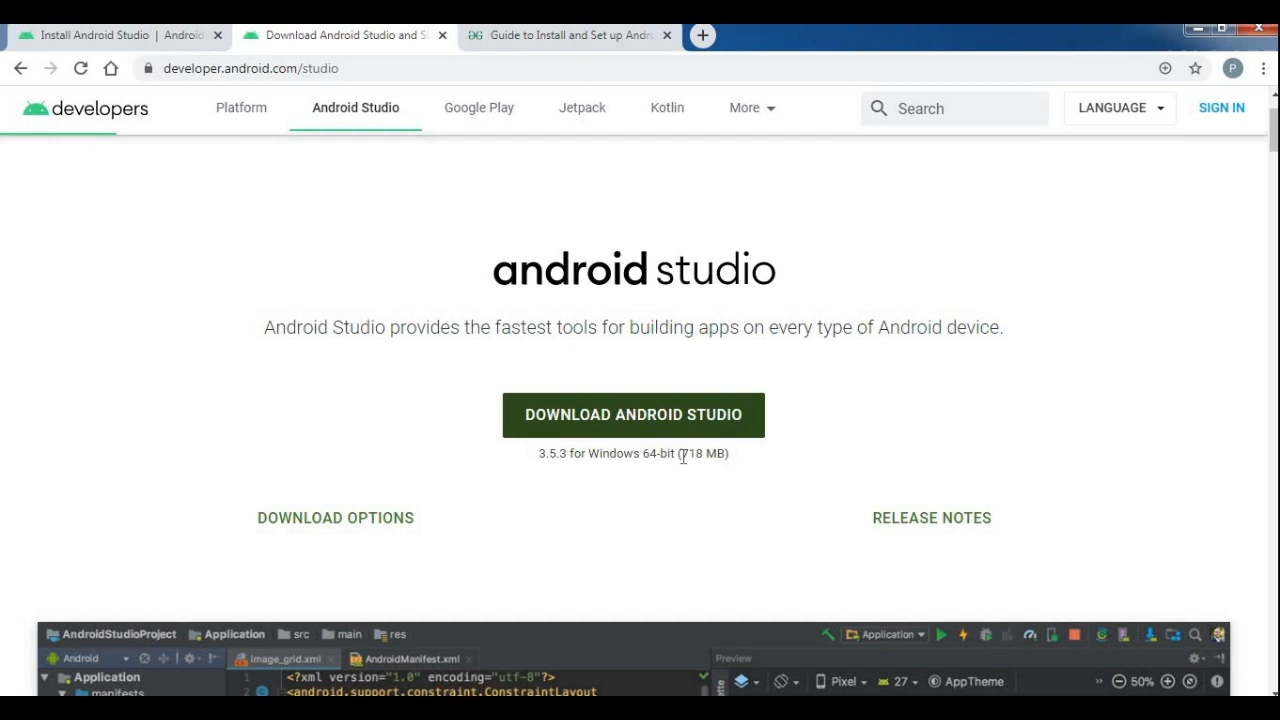 Install Android Studio | Android
Download Android Studio and S
Guide to Install and Set up Andro
developer.android.com/studio
P
developers
Platform
Android Studio
Google Play
Jetpack
Kotlin
More
Search
LANGUAGE
SIGN IN
android studio
Android Studio provides the fastest tools for building apps on every type of Android device.
DOWNLOAD ANDROID STUDIO
3.5.3 for Windows 64-bit (718 MB)
DOWNLOAD OPTIONS
RELEASE NOTES
AndroidStudioProject
Application
src
main
res
Application
Android
image_grid.xml
AndroidManifest.xml
Preview
Application
1
<?xml version="1.0" encoding="utf-8"?>
Pixel
27
AppTheme
50%
manifests
2
<android.support.constraint.ConstraintLayout